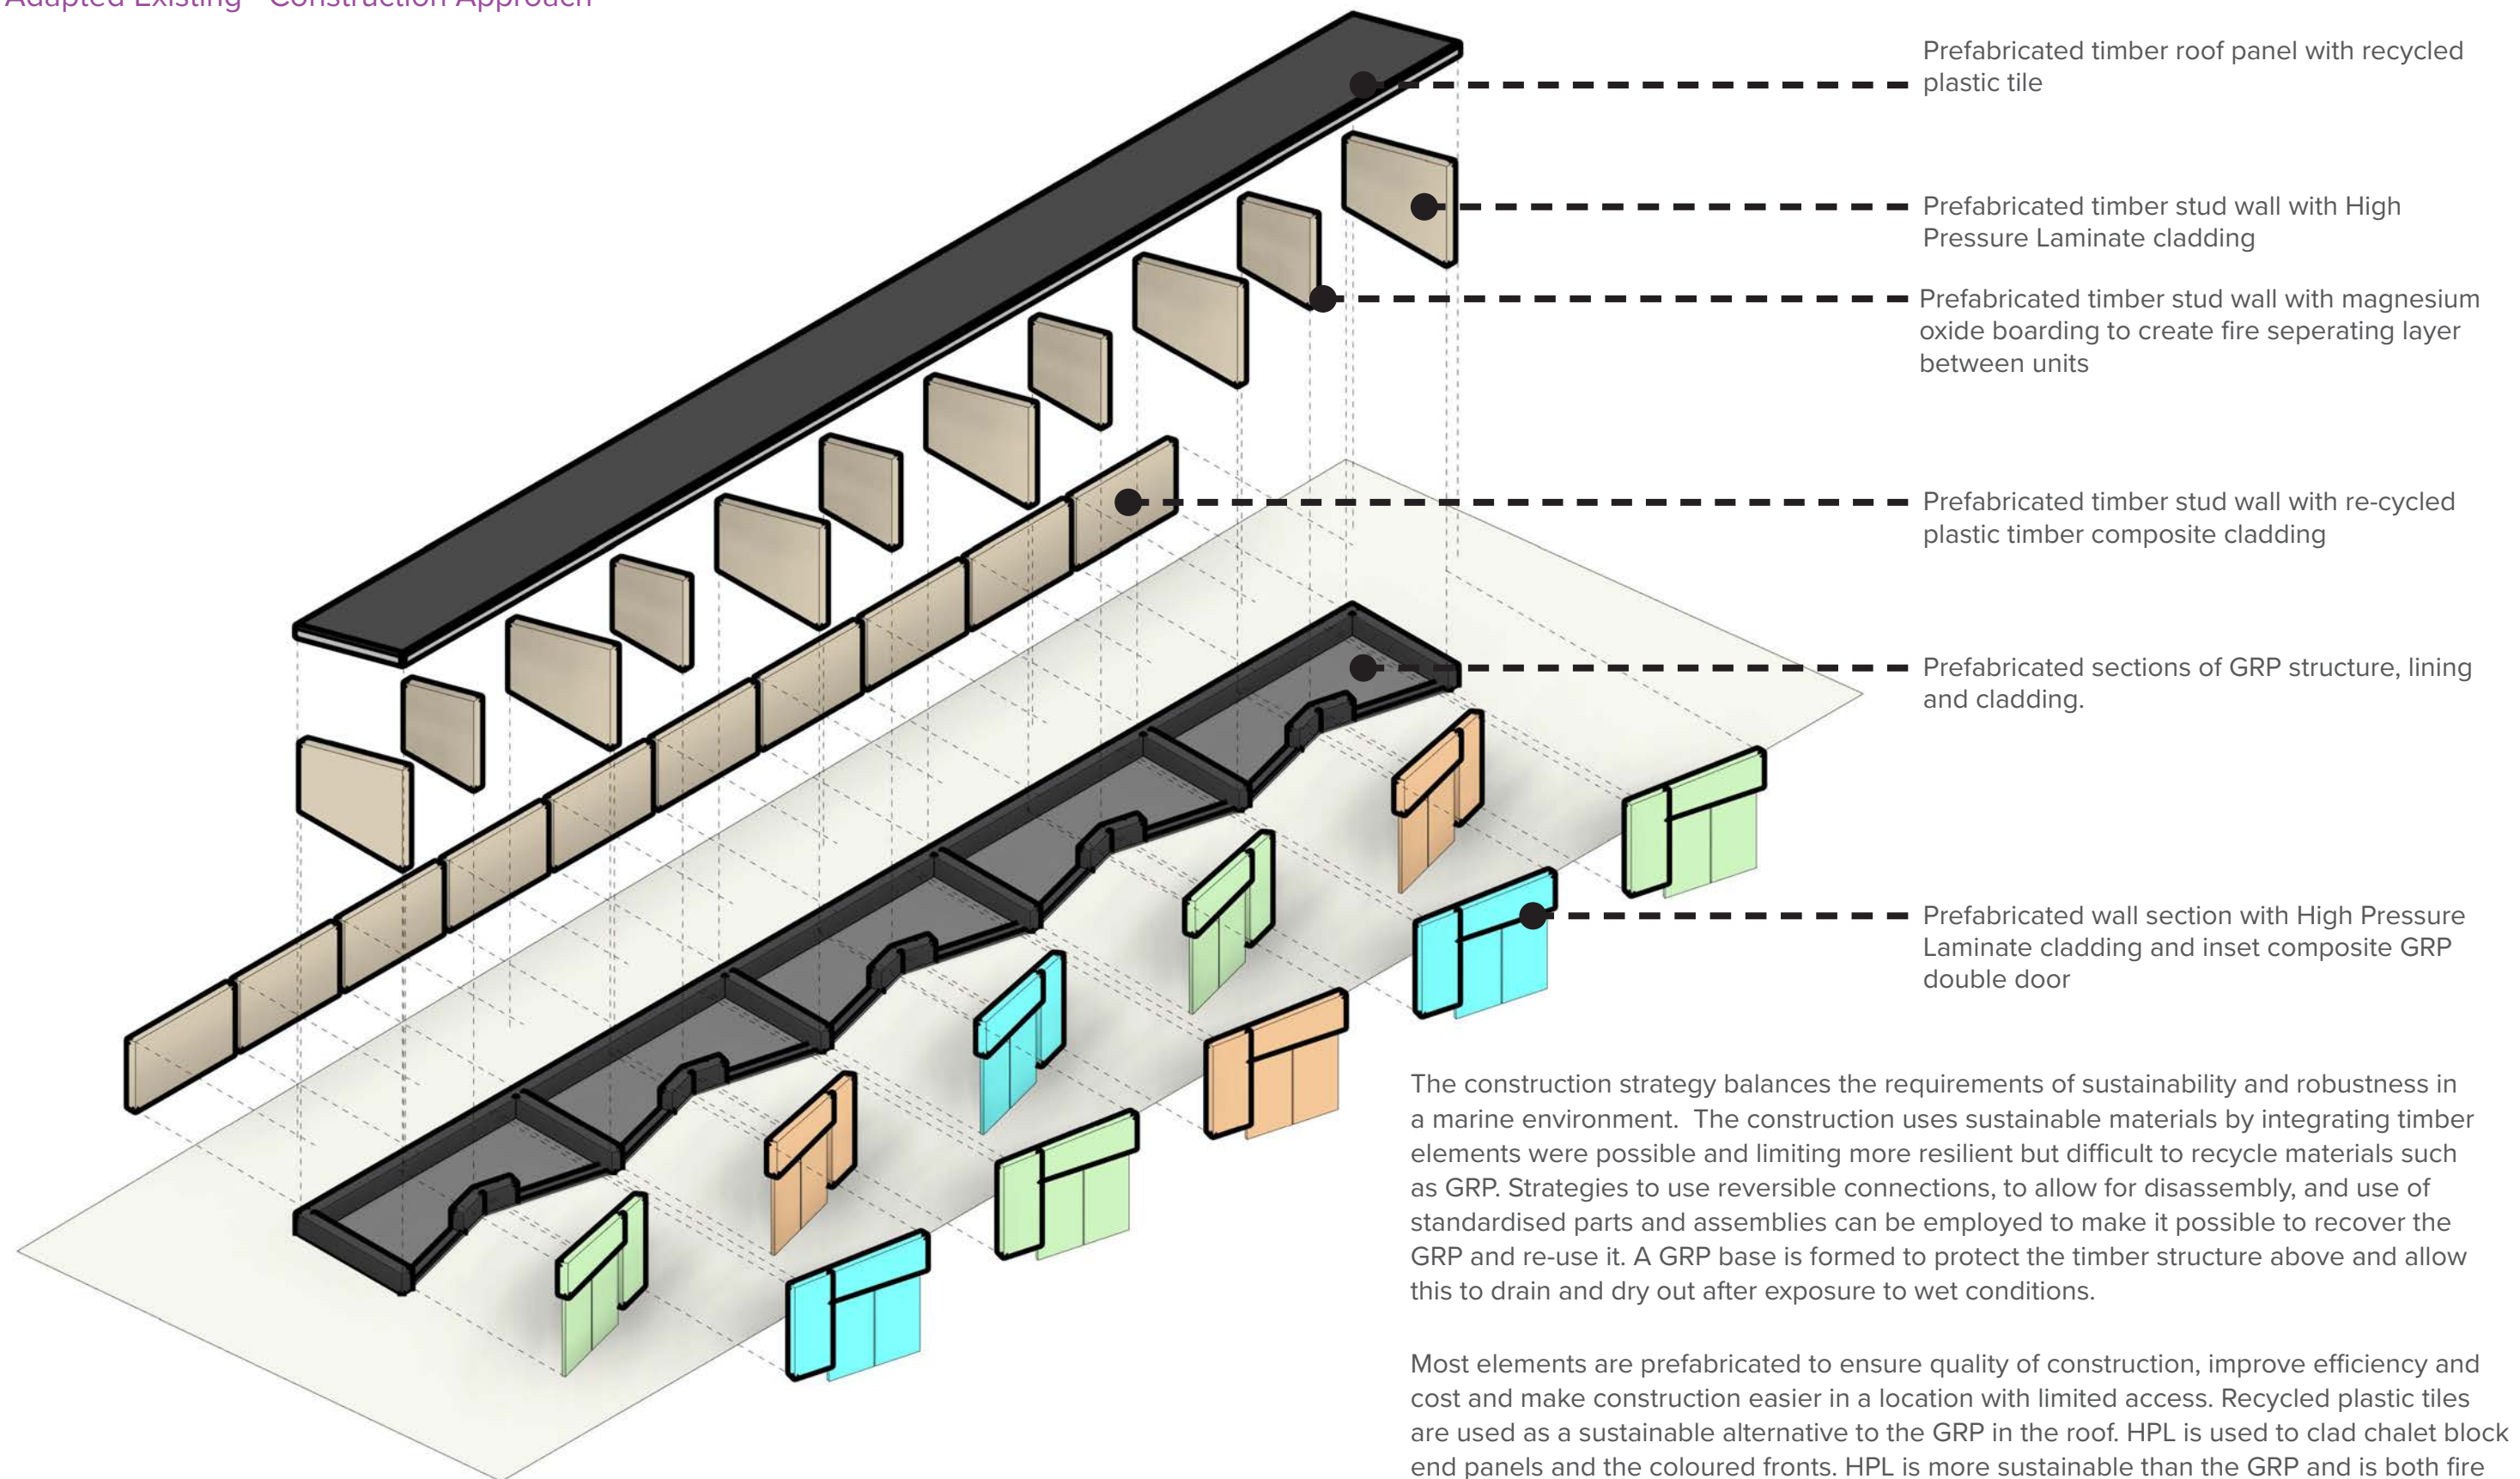 Adapted Existing - Construction Approach
Prefabricated timber roof panel with recycled
plastic tile
Prefabricated timber stud wall with High
Pressure Laminate cladding
Prefabricated timber stud wall with magnesium
oxide boarding to create fire seperating layer
between units
Prefabricated timber stud wall with re-cycled
plastic timber composite cladding
Prefabricated sections of GRP structure, lining
and cladding.
Prefabricated wall section with High Pressure
Laminate cladding and inset composite GRP
double door
The construction strategy balances the requirements of sustainability and robustness in
a marine environment.  The construction uses sustainable materials by integrating timber
elements were possible and limiting more resilient but difficult to recycle materials such
as GRP. Strategies to use reversible connections, to allow for disassembly, and use of
standardised parts and assemblies can be employed to make it possible to recover the
GRP and re-use it. A GRP base is formed to protect the timber structure above and allow
this to drain and dry out after exposure to wet conditions.
Most elements are prefabricated to ensure quality of construction, improve efficiency and
cost and make construction easier in a location with limited access. Recycled plastic tiles
are used as a sustainable alternative to the GRP in the roof. HPL is used to clad chalet block
end panels and the coloured fronts. HPL is more sustainable than the GRP and is both fire